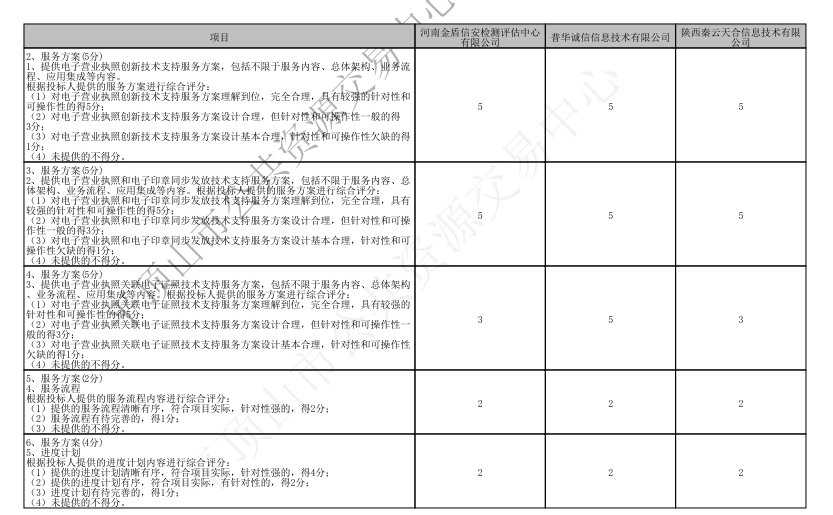 项目
河南金盾信安检测评估中心
有限公司
普华诚信信息技术有限公司
陕西秦云天合信息技术有限
公司
2、服务方案(5分)
1、提供电子营业执照创新技术支持服务方案，包括不限于服务内容、总体架构、业务流
程、应用集成等内容。
根据投标人提供的服务方案进行综合评分：
（1）对电子营业执照创新技术支持服务方案理解到位，完全合理，具有较强的针对性和
可操作性的得5分；
（2）对电子营业执照创新技术支持服务方案设计合理，但针对性和可操作性一般的得
3分；
（3）对电子营业执照创新技术支持服务方案设计基本合理，针对性和可操作性欠缺的得
1分；
（4）未提供的不得分。
5
5
5
3、服务方案(5分)
2、提供电子营业执照和电子印章同步发放技术支持服务方案，包括不限于服务内容、总
体架构、业务流程、应用集成等内容。根据投标人提供的服务方案进行综合评分：
（1）对电子营业执照和电子印章同步发放技术支持服务方案理解到位，完全合理，具有
较强的针对性和可操作性的得5分；
（2）对电子营业执照和电子印章同步发放技术支持服务方案设计合理，但针对性和可操
作性一般的得3分；
（3）对电子营业执照和电子印章同步发放技术支持服务方案设计基本合理，针对性和可
操作性欠缺的得1分；
（4）未提供的不得分。
5
5
5
4、服务方案(5分)
3、提供电子营业执照关联电子证照技术支持服务方案，包括不限于服务内容、总体架构
、业务流程、应用集成等内容。根据投标人提供的服务方案进行综合评分：
（1）对电子营业执照关联电子证照技术支持服务方案理解到位，完全合理，具有较强的
针对性和可操作性的得5分；
（2）对电子营业执照关联电子证照技术支持服务方案设计合理，但针对性和可操作性一
般的得3分；
（3）对电子营业执照关联电子证照技术支持服务方案设计基本合理，针对性和可操作性
欠缺的得1分；
（4）未提供的不得分。
3
5
3
5、服务方案(2分)
4、服务流程
根据投标人提供的服务流程内容进行综合评分：
（1）提供的服务流程清晰有序，符合项目实际，针对性强的，得2分；
（2）服务流程有待完善的，得1分；
（3）未提供的不得分。
2
2
2
6、服务方案(4分)
5、进度计划
根据投标人提供的进度计划内容进行综合评分：
（1）提供的进度计划清晰有序，符合项目实际，针对性强的，得4分；
（2）提供的进度计划有序，符合项目实际，有针对性的，得2分；
（3）进度计划有待完善的，得1分；
（4）未提供的不得分。
2
2
2
顶山市公共资源交易中心
顶山市公共资源交易中心